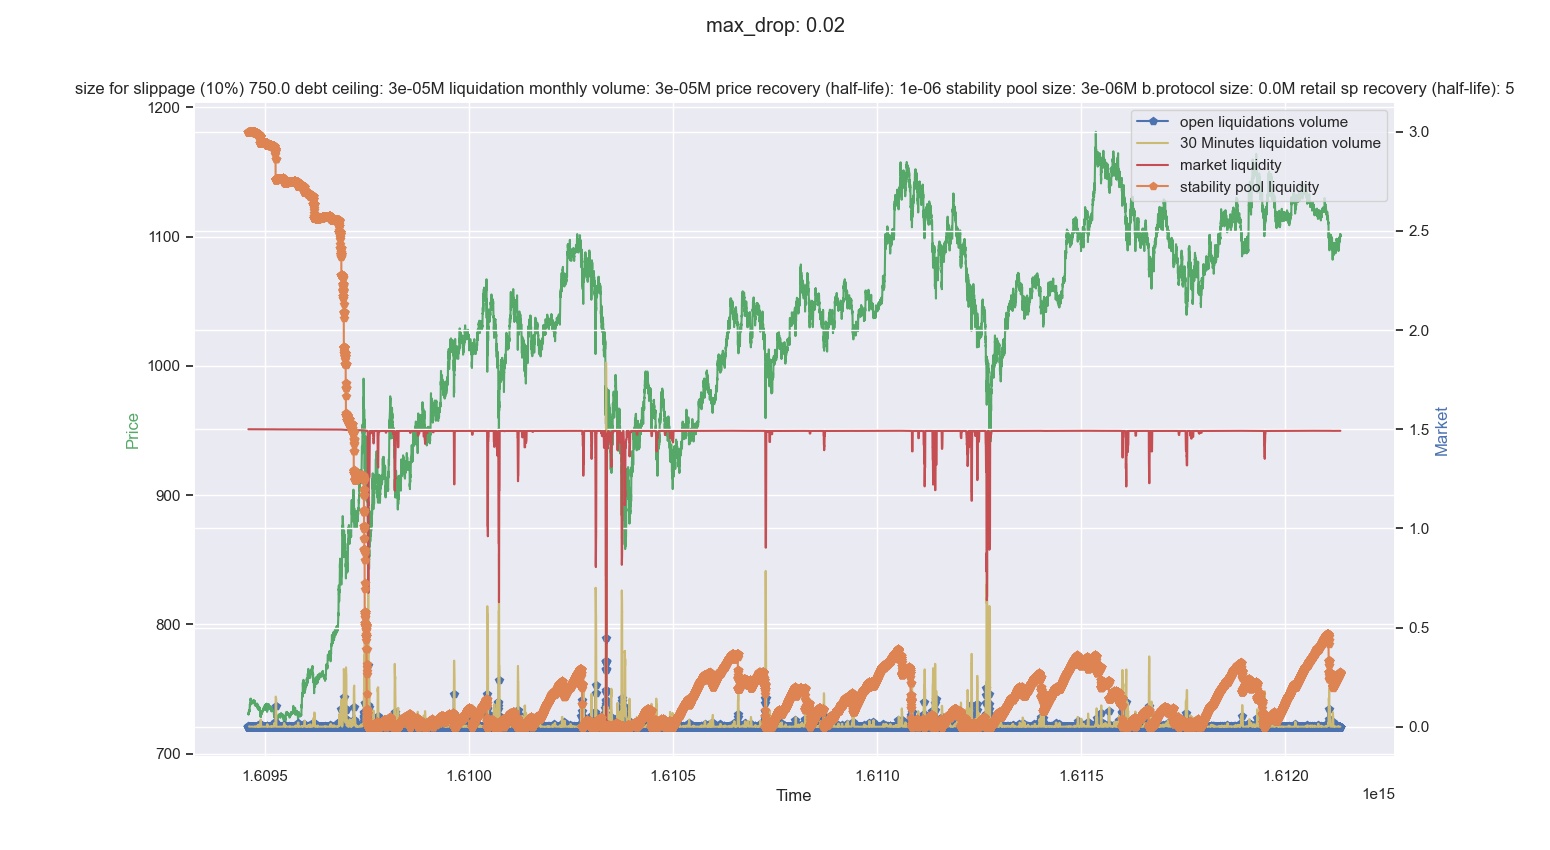 max_drop: 0.02
size for slippage (10%) 750.0 debt ceiling: 3e-05M liquidation monthly volume: 3e-05M price recovery (half-life): 1e-06 stability pool size: 3e-06M b.protocol size: 0.0M retail sp recovery (half-life): 5
open liquidations volume
30 Minutes liquidation volume
market liquidity
stability pool liquidity
1200
1100
1000
900
800
700
Price
3.0
2.5
2.0
1.5
1.0
0.5
0.0
Market
1.6095 1.6100 1.6105 1.6110 1.6115 1.6120
1e15
Time